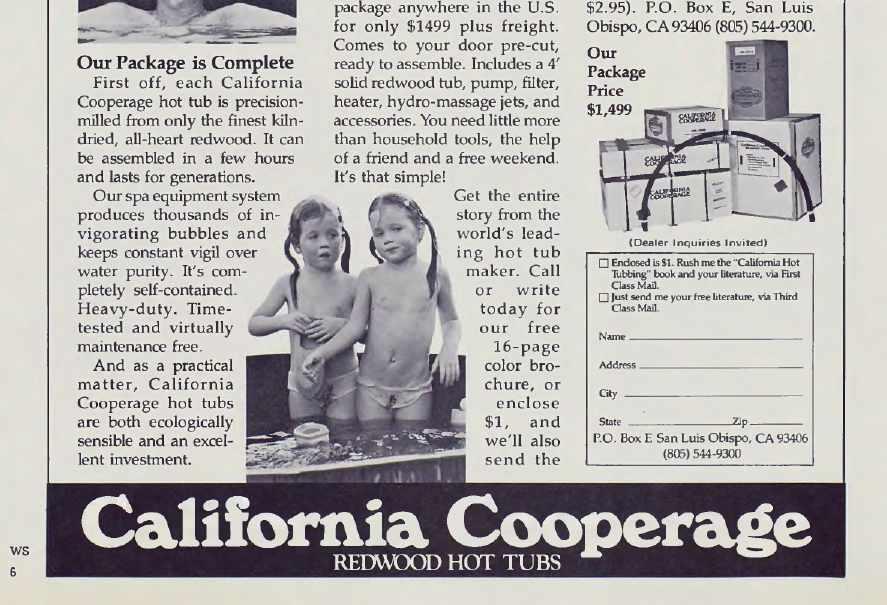 Our Package is Complete
First off, each California
Cooperage hot tub is precision-
milled from only the finest kiln-
dried, all-heart redwood. It can
be assembled in a few hours
and lasts for generations.
Our spa equipment system
produces thousands of in-
vigorating bubbles and
keeps constant vigil over
water purity. It's com-
pletely self-contained.
Heavy-duty. Time-
tested and virtually
maintenance free.
And as a practical
matter, California
Cooperage hot tubs
are both ecologically
sensible and an excel-
lent investment.
package anywhere in the U.S.
for only $1499 plus freight.
Comes to your door pre-cut,
ready to assemble. Includes a 4'
solid redwood tub, pump, filter,
heater, hydro-massage jets, and
accessories. You need little more
than household tools, the help
of a friend and a free weekend.
It's that simple!
Get the entire
story from the
world's lead-
ing hot tub
maker. Call
or write
today for
our free
16-page
color bro-
chure, or
enclose
$1, and
we'll also
send the
$2.95). P.O. Box E, San Luis
Obispo, CA 93406 (805) 544-9300.
Our
Package
Price
$1,499
CALIFORNIA
COOPERAGE
CALIFORNIA
COOPERAGE
CALIFORNIA
COOPERAGE
(Dealer Inquiries Invited)
Enclosed is $1. Rush me the "California Hot
Tubbing" book and your literature, via First
Class Mail.
Just send me your free literature, via Third
Class Mail.
Name
Address
City
State Zip
P.O. Box E San Luis Obispo, CA 93406
(805) 544-9300
California Cooperage
REDWOOD HOT TUBS
WS
6